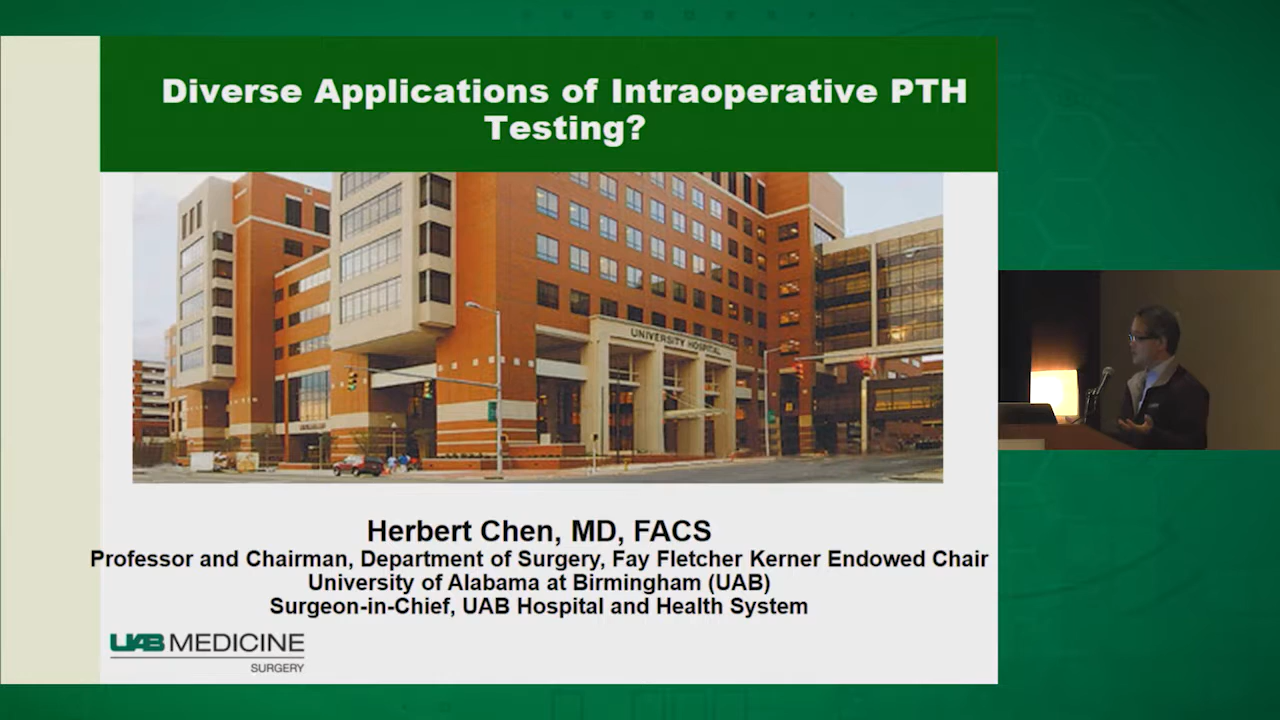 Diverse Applications of Intraoperative PTH
Testing?
UNIVERSITY HOSPITAL
Herbert Chen, MD, FACS
Professor and Chairman, Department of Surgery, Fay Fletcher Kerner Endowed Chair
University of Alabama at Birmingham (UAB)
Surgeon-in-Chief, UAB Hospital and Health System
UAB MEDICINE
SURGERY